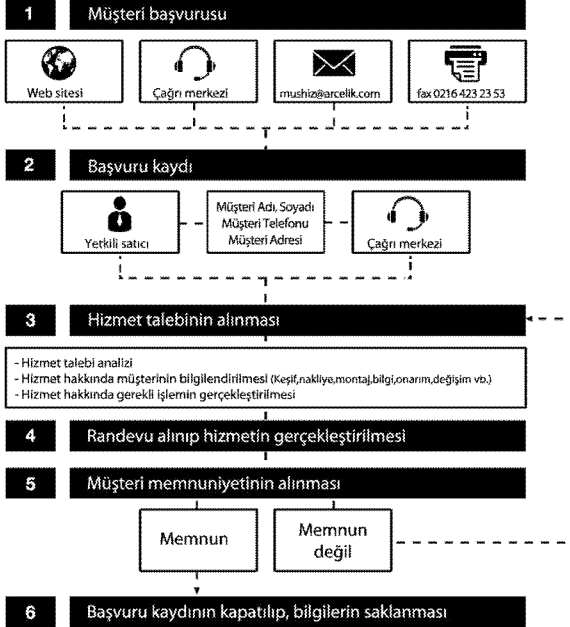 1 Müşteri başvurusu
Web sitesi
Çağrı merkezi
mushiz@arcelik.com
fax 0216 423 23 53
2 Başvuru kaydı
Yetkili satıcı
Müşteri Adı, Soyadı
Müşteri Telefonu
Müşteri Adresi
Çağrı merkezi
3 Hizmet talebinin alınması
- Hizmet talebi analizi
- Hizmet hakkında müşterinin bilgilendirilmesi (Keşif,nakliye,montaj,bilgi,onarım,değişim vb.)
- Hizmet hakkında gerekli işlemin gerçekleştirilmesi
4 Randevu alınıp hizmetin gerçekleştirilmesi
5 Müşteri memnuniyetinin alınması
Memnun
Memnun
değil
6 Başvuru kaydının kapatılıp, bilgilerin saklanması